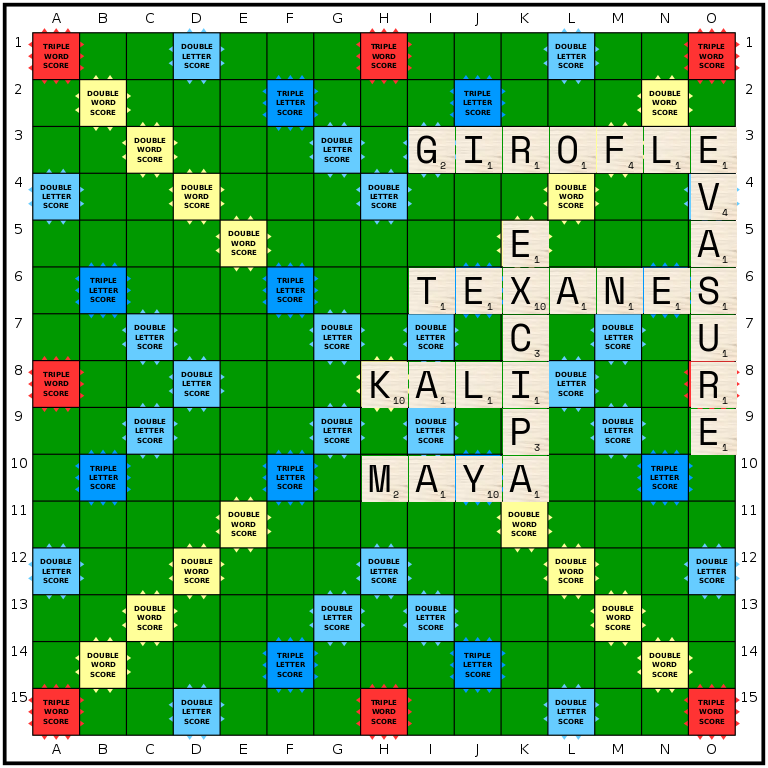 A B C D E F G H I J K L M N O
1 TRIPLE WORD SCORE DOUBLE LETTER SCORE TRIPLE WORD SCORE DOUBLE LETTER SCORE TRIPLE WORD SCORE 1
2 DOUBLE WORD SCORE TRIPLE LETTER SCORE TRIPLE LETTER SCORE DOUBLE WORD SCORE 2
3 DOUBLE WORD SCORE DOUBLE LETTER SCORE G2 I1 R1 O1 F4 L1 E1 3
4 DOUBLE LETTER SCORE DOUBLE WORD SCORE DOUBLE LETTER SCORE DOUBLE WORD SCORE V4 4
5 DOUBLE WORD SCORE E1 A1 5
6 TRIPLE LETTER SCORE TRIPLE LETTER SCORE T1 E1 X10 A1 N1 E1 S1 6
7 DOUBLE LETTER SCORE DOUBLE LETTER SCORE DOUBLE LETTER SCORE C3 DOUBLE LETTER SCORE U1 7
8 TRIPLE WORD SCORE DOUBLE LETTER SCORE K10 A1 L1 I1 DOUBLE LETTER SCORE R1 8
9 DOUBLE LETTER SCORE DOUBLE LETTER SCORE DOUBLE LETTER SCORE P3 DOUBLE LETTER SCORE E1 9
10 TRIPLE LETTER SCORE TRIPLE LETTER SCORE M2 A1 Y10 A1 TRIPLE LETTER SCORE 10
11 DOUBLE WORD SCORE DOUBLE WORD SCORE 11
12 DOUBLE LETTER SCORE DOUBLE WORD SCORE DOUBLE LETTER SCORE DOUBLE WORD SCORE DOUBLE LETTER SCORE 12
13 DOUBLE WORD SCORE DOUBLE LETTER SCORE DOUBLE LETTER SCORE DOUBLE WORD SCORE 13
14 DOUBLE WORD SCORE TRIPLE LETTER SCORE TRIPLE LETTER SCORE DOUBLE WORD SCORE 14
15 TRIPLE WORD SCORE DOUBLE LETTER SCORE TRIPLE WORD SCORE DOUBLE LETTER SCORE TRIPLE WORD SCORE 15
A B C D E F G H I J K L M N O